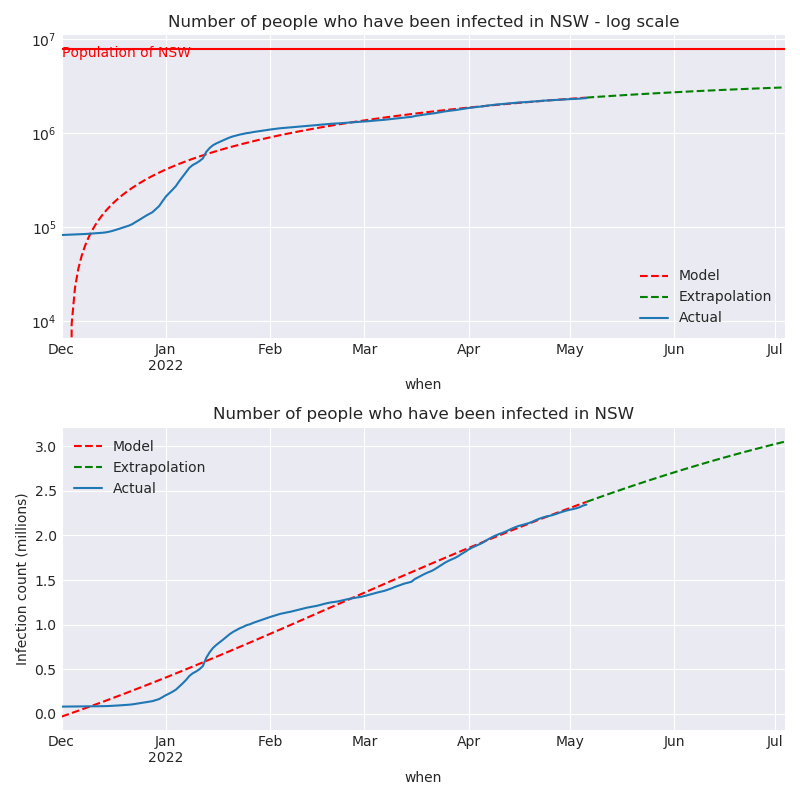 Number of people who have been infected in NSW - log scale
10^7
Population of NSW
10^6
10^5
10^4
Model
Extrapolation
Actual
Dec Jan Feb Mar Apr May Jun Jul
2022
when
Number of people who have been infected in NSW
Infection count (millions)
3.0
2.5
2.0
1.5
1.0
0.5
0.0
Model
Extrapolation
Actual
Dec Jan Feb Mar Apr May Jun Jul
2022
when